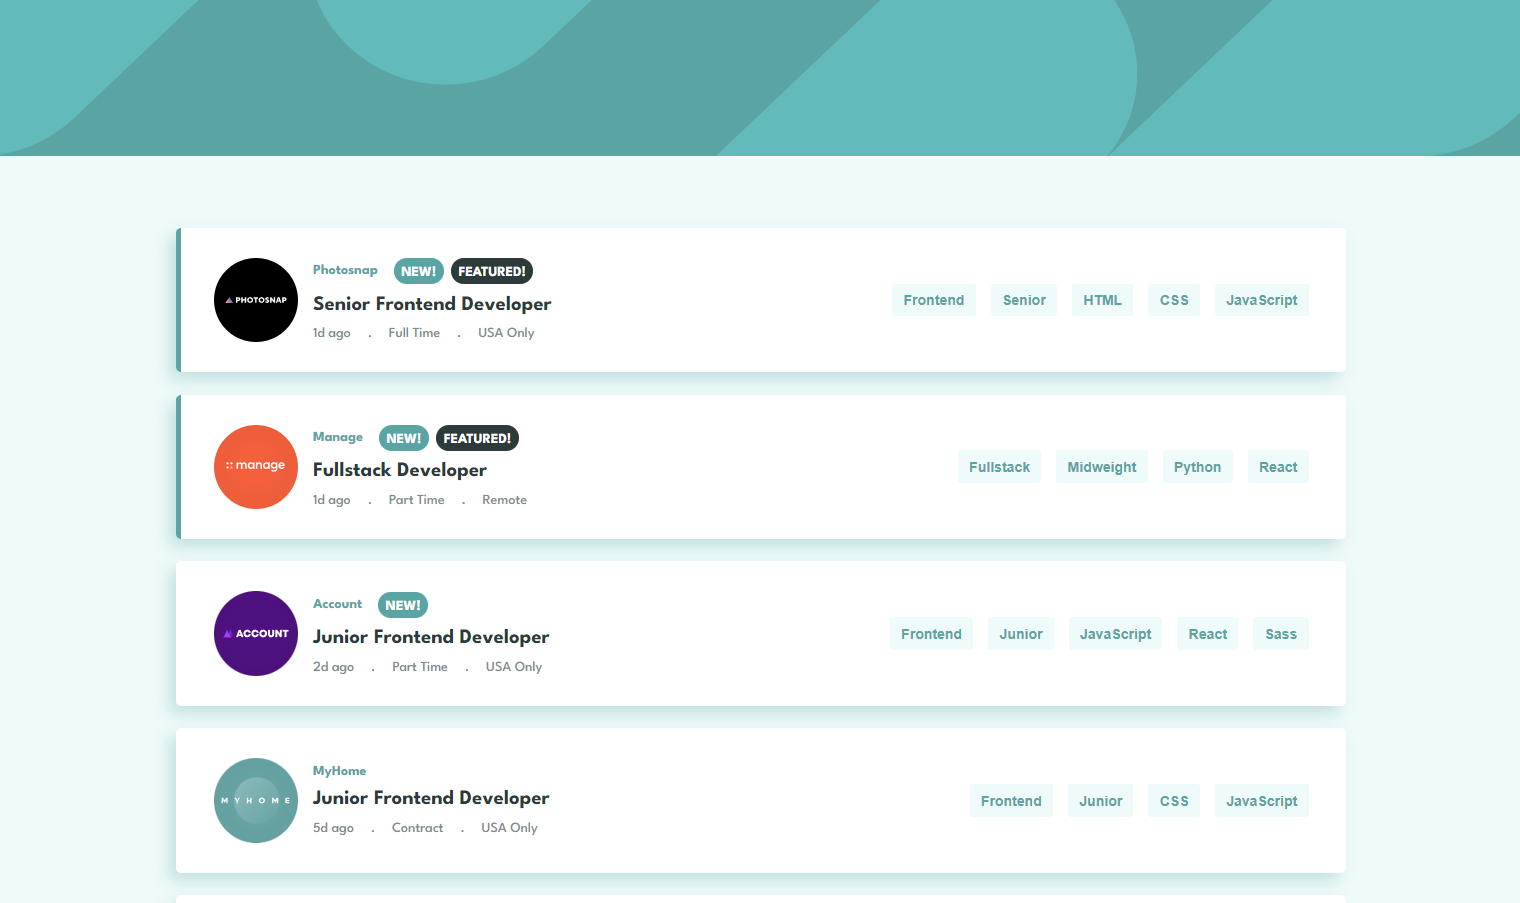 PHOTOSNAP
Photosnap NEW! FEATURED!
Senior Frontend Developer
1d ago . Full Time . USA Only
Frontend Senior HTML CSS JavaScript
manage
Manage NEW! FEATURED!
Fullstack Developer
1d ago . Part Time . Remote
Fullstack Midweight Python React
ACCOUNT
Account NEW!
Junior Frontend Developer
2d ago . Part Time . USA Only
Frontend Junior JavaScript React Sass
MYHOME
MyHome
Junior Frontend Developer
5d ago . Contract . USA Only
Frontend Junior CSS JavaScript